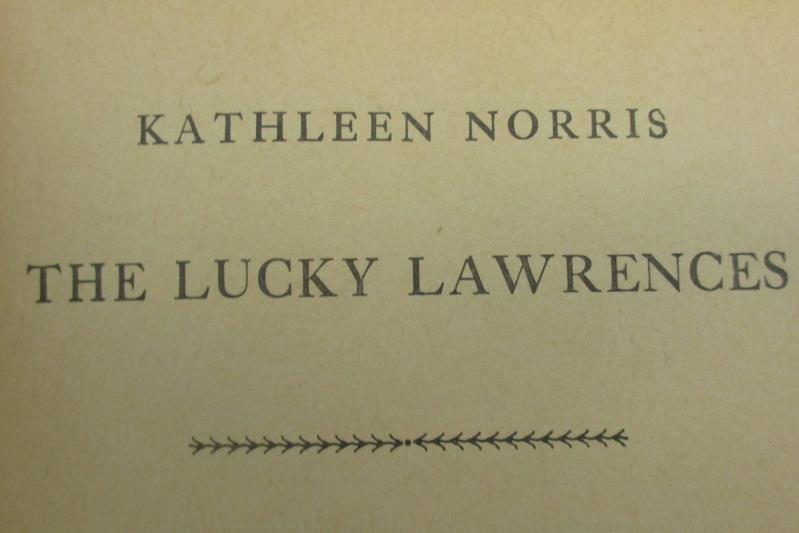 KATHLEEN NORRIS
THE LUCKY LAWRENCES